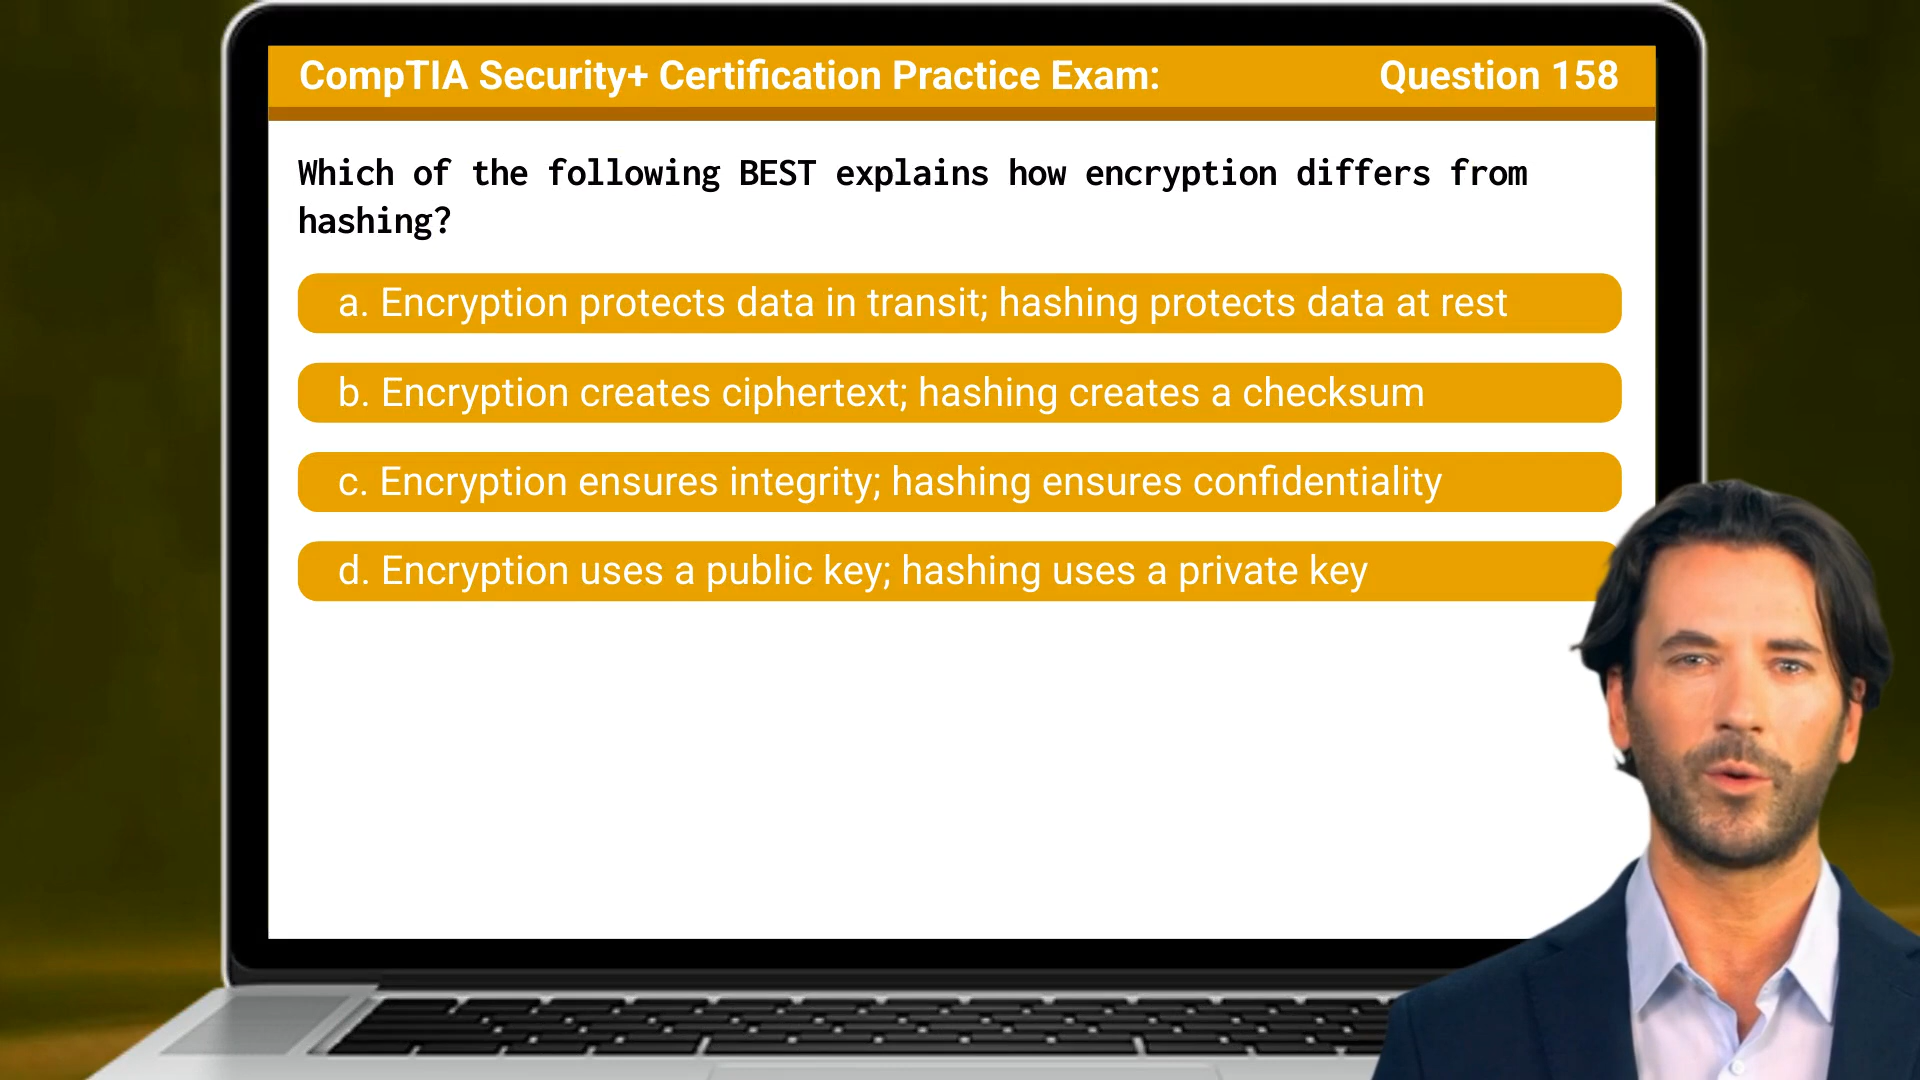 CompTIA Security+ Certification Practice Exam: Question 158
Which of the following BEST explains how encryption differs from
hashing?
a. Encryption protects data in transit; hashing protects data at rest
b. Encryption creates ciphertext; hashing creates a checksum
c. Encryption ensures integrity; hashing ensures confidentiality
d. Encryption uses a public key; hashing uses a private key